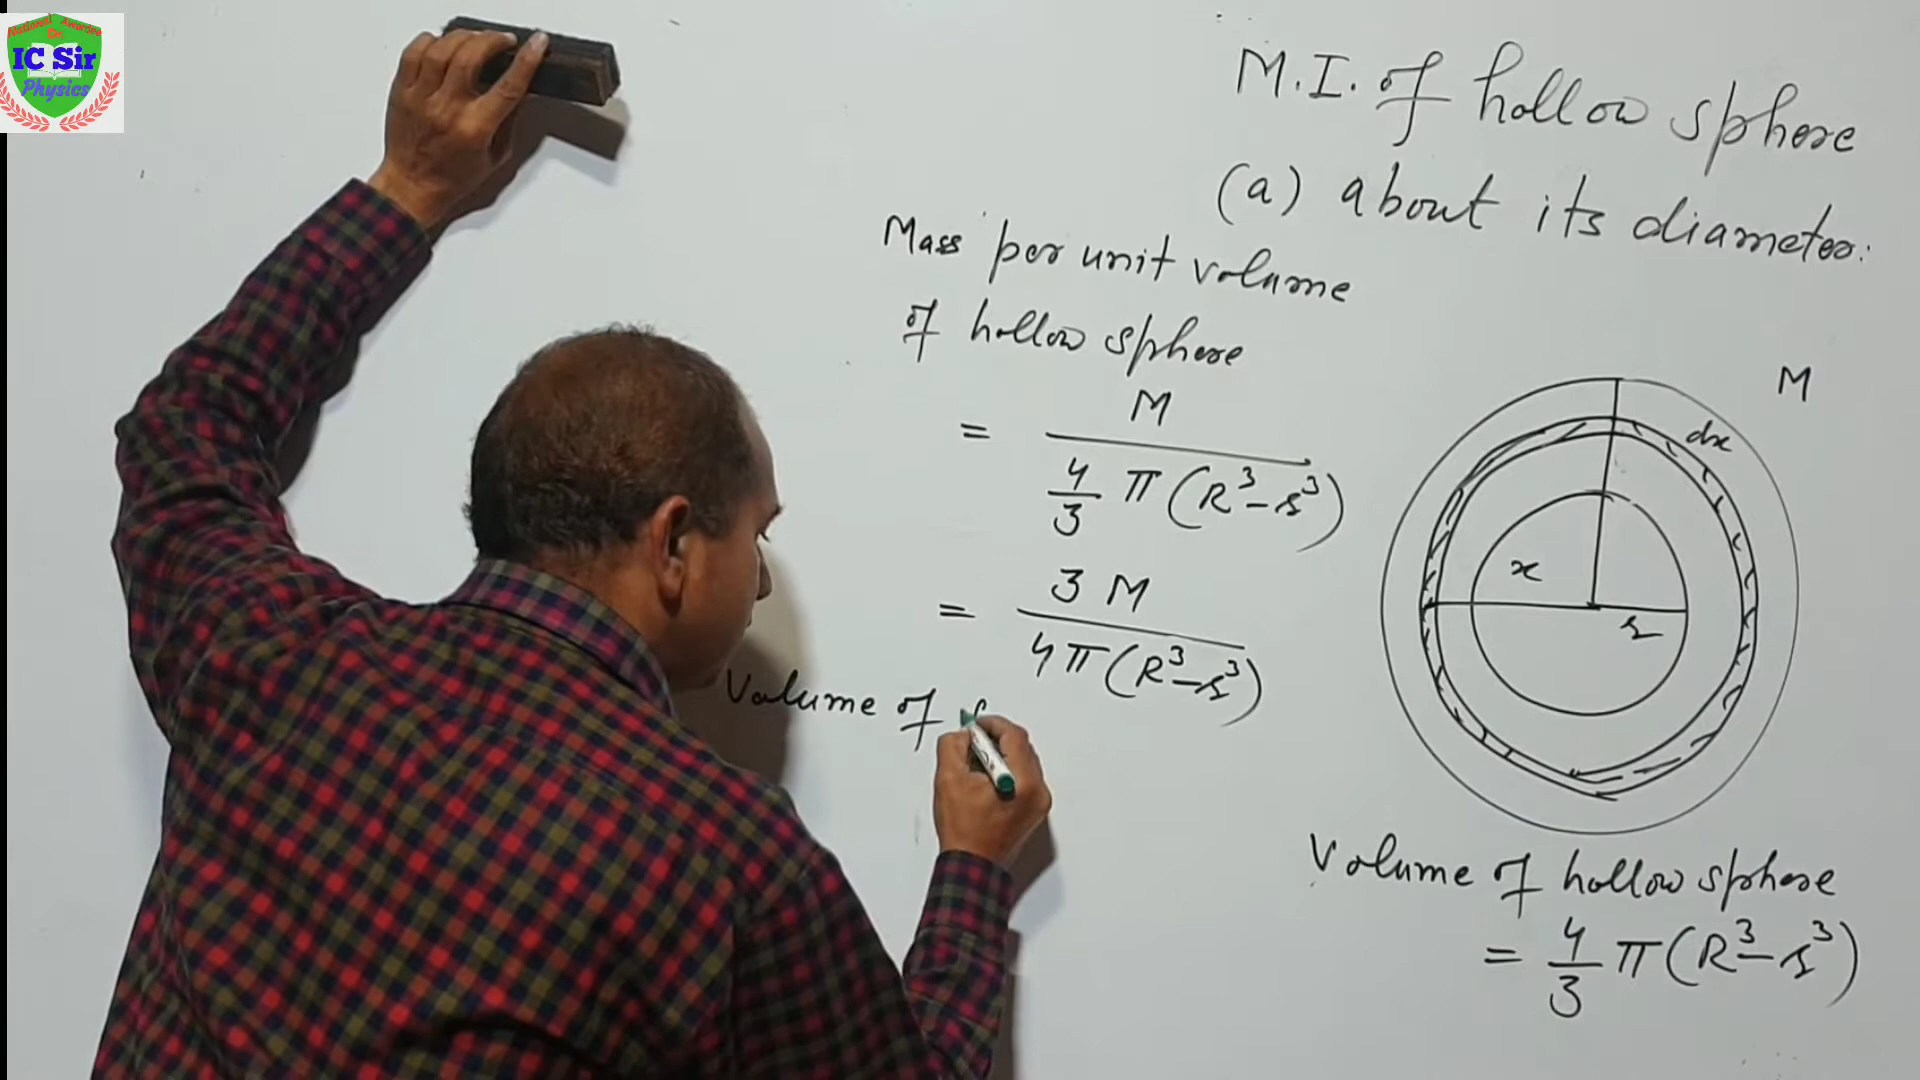 National Awardee
Dr.
IC Sir
Physics
M.I. of hollow sphere
(a) about its diameter:
Mass per unit volume
of hollow sphere
= M / 4/3 π (R³-r³)
= 3 M / 4π (R³-r³)
Volume of
M
dx
x
r
Volume of hollow sphere
= 4/3 π (R³-r³)